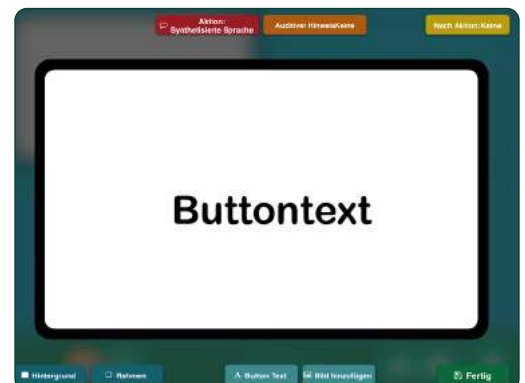 Aktion:
Synthetisierte Sprache
Auditiver HinweisKeine
Nach Aktion:Keine
Buttontext
Hintergrund
Rahmen
A Button Text
Bild hinzufügen
Fertig